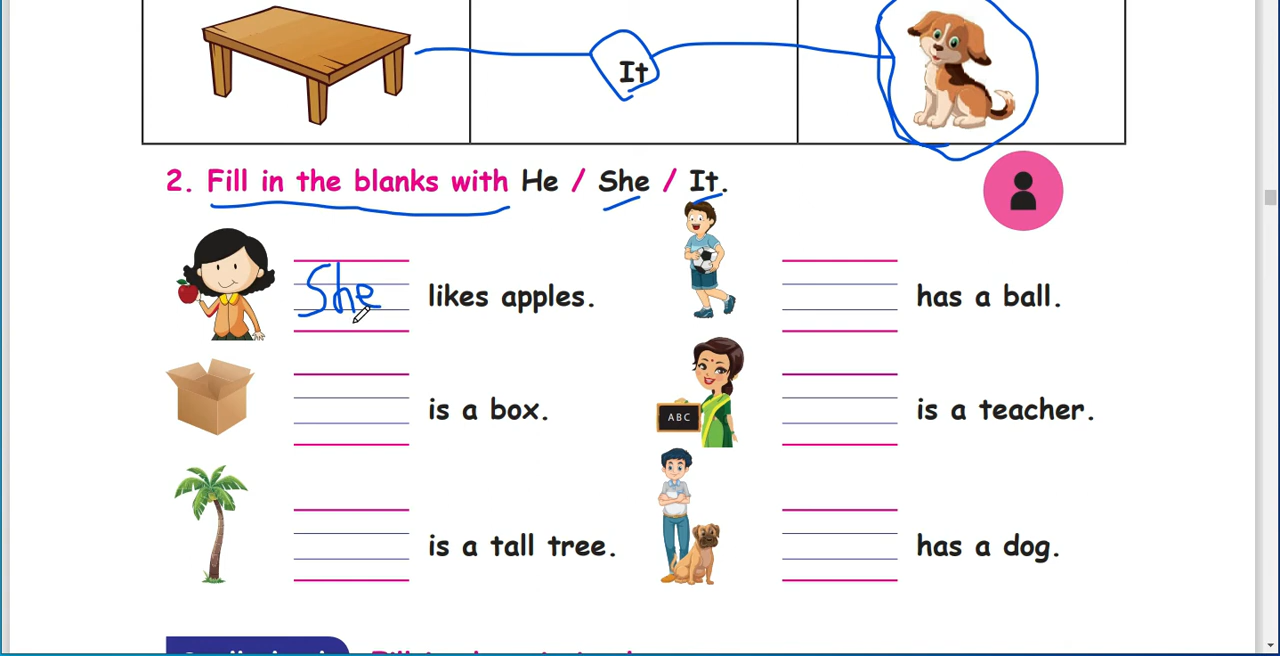 It
2. Fill in the blanks with He / She / It.
She likes apples.
has a ball.
is a box.
ABC
is a teacher.
is a tall tree.
has a dog.